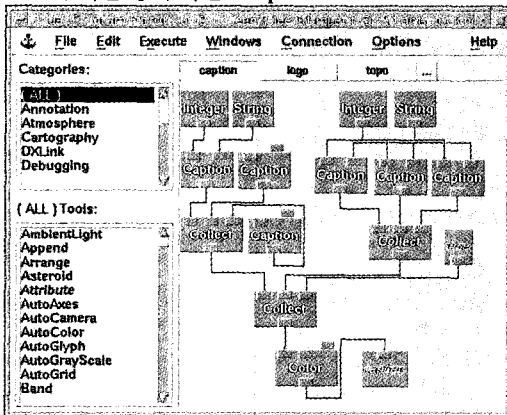 File Edit Execute Windows Connection Options Help
Categories:
caption logo topo ...
(ALL)
Annotation
Atmosphere
Cartography
DXLink
Debugging
(ALL) Tools:
AmbientLight
Append
Arrange
Asteroid
Attribute
AutoAxes
AutoCamera
AutoColor
AutoGlyph
AutoGrayScale
AutoGrid
Band
Integer String Integer String
Caption Caption Caption Caption Caption
Collect Caption Collect
Collect
Color